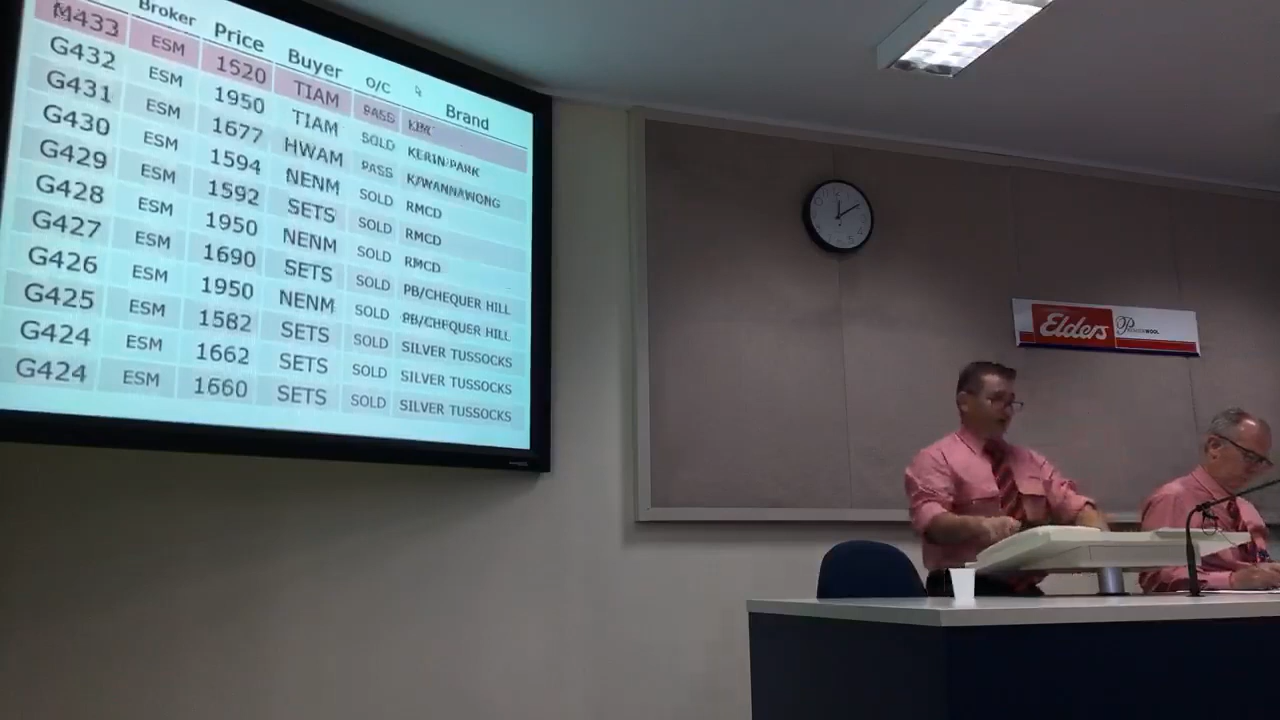 Broker Price Buyer O/C Brand
M433 ESM 1520 TIAM PASS
G432 ESM 1950 TIAM SOLD KERIN PARK
G431 ESM 1677 HWAM PASS K/WANNAWONG
G430 ESM 1594 NENM SOLD RMCD
G429 ESM 1592 SETS SOLD RMCD
G428 ESM 1950 NENM SOLD RMCD
G427 ESM 1690 SETS SOLD PB/CHEQUER HILL
G426 ESM 1950 NENM SOLD PB/CHEQUER HILL
G425 ESM 1582 SETS SOLD SILVER TUSSOCKS
G424 ESM 1662 SETS SOLD SILVER TUSSOCKS
G424 ESM 1660 SETS SOLD SILVER TUSSOCKS
Elders